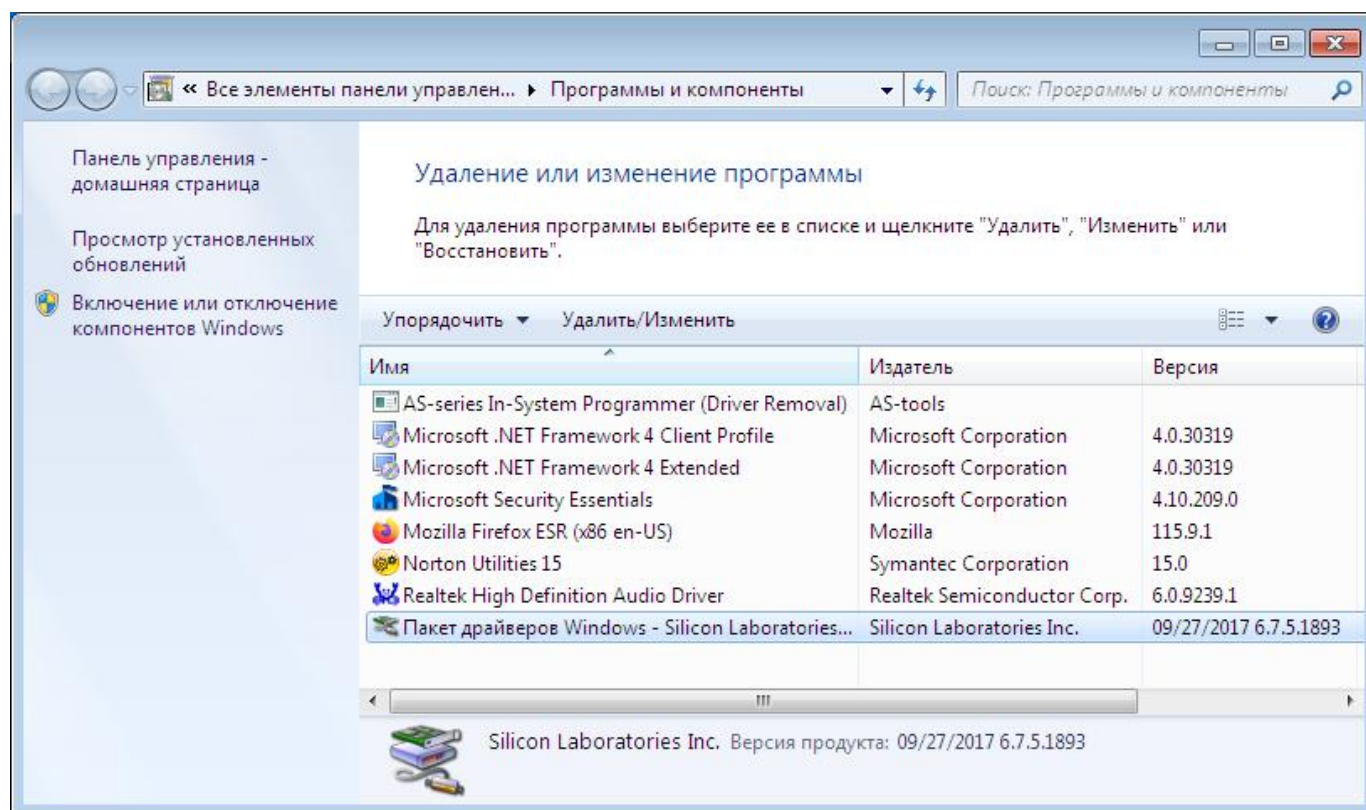 « Все элементы панели управлен... ▸ Программы и компоненты
Поиск: Программы и компоненты
Панель управления -
домашняя страница
Просмотр установленных
обновлений
Включение или отключение
компонентов Windows
Удаление или изменение программы
Для удаления программы выберите ее в списке и щелкните "Удалить", "Изменить" или
"Восстановить".
Упорядочить Удалить/Изменить
Имя Издатель Версия
AS-series In-System Programmer (Driver Removal) AS-tools
Microsoft .NET Framework 4 Client Profile Microsoft Corporation 4.0.30319
Microsoft .NET Framework 4 Extended Microsoft Corporation 4.0.30319
Microsoft Security Essentials Microsoft Corporation 4.10.209.0
Mozilla Firefox ESR (x86 en-US) Mozilla 115.9.1
Norton Utilities 15 Symantec Corporation 15.0
Realtek High Definition Audio Driver Realtek Semiconductor Corp. 6.0.9239.1
Пакет драйверов Windows - Silicon Laboratories... Silicon Laboratories Inc. 09/27/2017 6.7.5.1893
Silicon Laboratories Inc. Версия продукта: 09/27/2017 6.7.5.1893